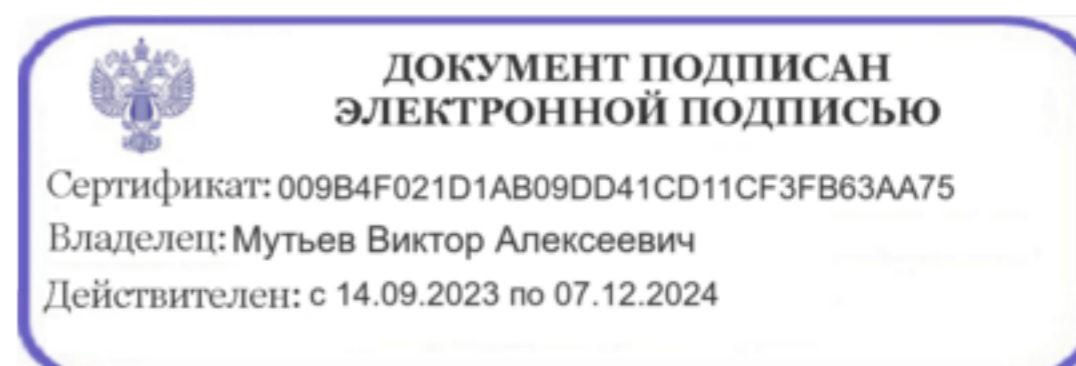 ДОКУМЕНТ ПОДПИСАН
ЭЛЕКТРОННОЙ ПОДПИСЬЮ
Сертификат: 009B4F021D1AB09DD41CD11CF3FB63AA75
Владелец: Мутьев Виктор Алексеевич
Действителен: с 14.09.2023 по 07.12.2024